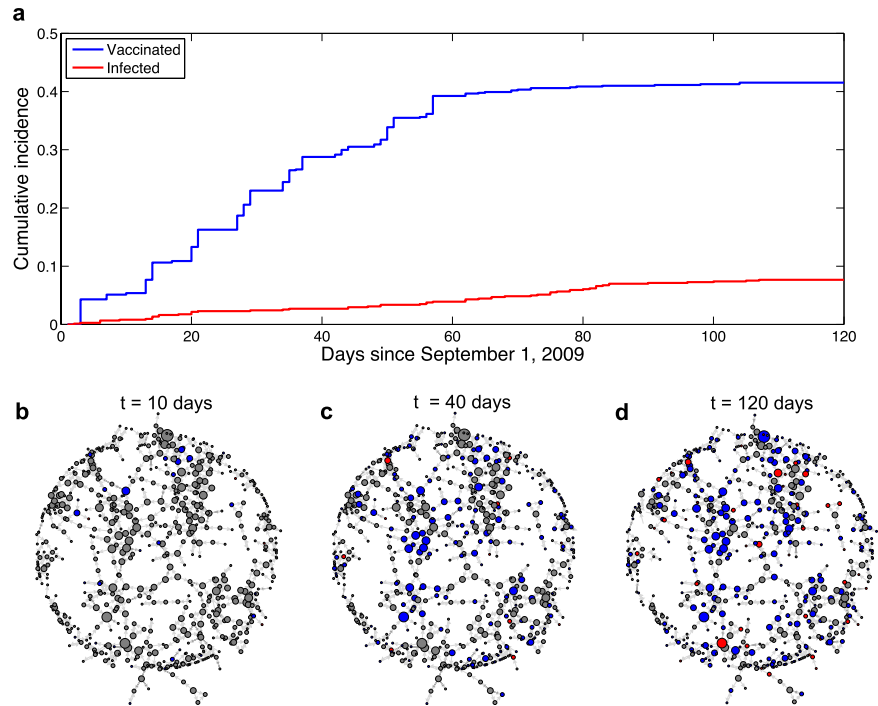 a
0.5
0.4
0.3
0.2
0.1
0
Cumulative incidence
Vaccinated
Infected
0 20 40 60 80 100 120
Days since September 1, 2009
b t = 10 days
c t = 40 days
d t = 120 days